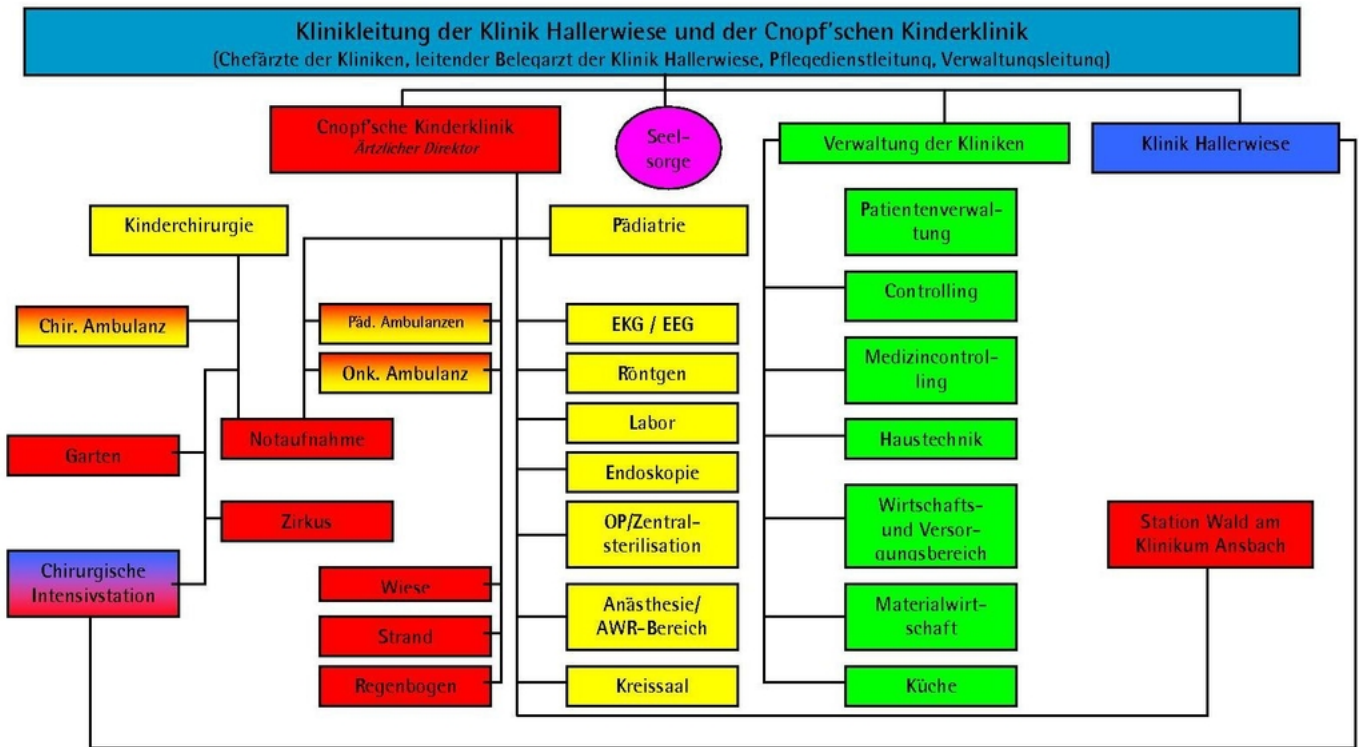 Klinikleitung der Klinik Hallerwiese und der Cnopf'schen Kinderklinik
(Chefärzte der Kliniken, leitender Belegarzt der Klinik Hallerwiese, Pflegedienstleitung, Verwaltungsleitung)
Cnopf'sche Kinderklinik
Ärtzlicher Direktor
Seel-
sorge
Verwaltung der Kliniken
Klinik Hallerwiese
Kinderchirurgie
Pädiatrie
Patientenverwal-
tung
Chir. Ambulanz
Päd. Ambulanzen
EKG / EEG
Controlling
Onk. Ambulanz
Röntgen
Medizincontrol-
ling
Garten
Notaufnahme
Labor
Haustechnik
Endoskopie
Zirkus
OP/Zentral-
sterilisation
Wirtschafts-
und Versor-
gungsbereich
Station Wald am
Klinikum Ansbach
Chirurgische
Intensivstation
Wiese
Strand
Regenbogen
Anästhesie/
AWR-Bereich
Materialwirt-
schaft
Kreissaal
Küche